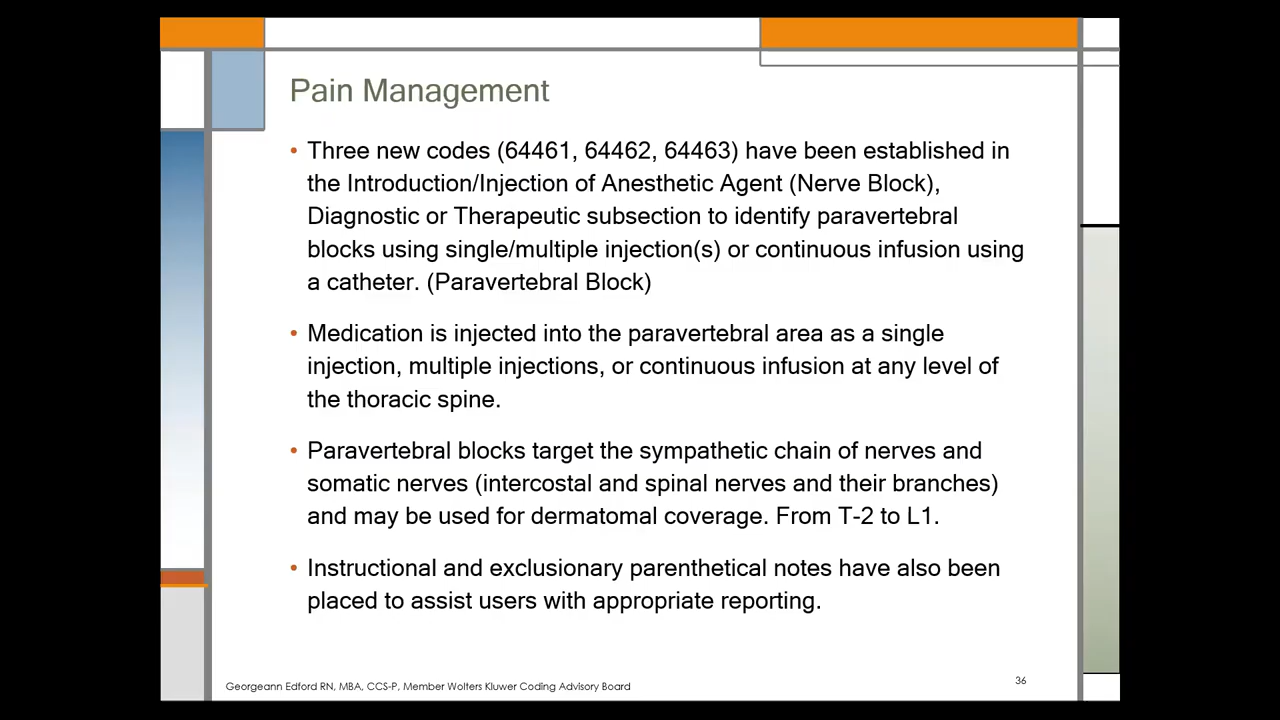 Pain Management
• Three new codes (64461, 64462, 64463) have been established in
the Introduction/Injection of Anesthetic Agent (Nerve Block),
Diagnostic or Therapeutic subsection to identify paravertebral
blocks using single/multiple injection(s) or continuous infusion using
a catheter. (Paravertebral Block)
• Medication is injected into the paravertebral area as a single
injection, multiple injections, or continuous infusion at any level of
the thoracic spine.
• Paravertebral blocks target the sympathetic chain of nerves and
somatic nerves (intercostal and spinal nerves and their branches)
and may be used for dermatomal coverage. From T-2 to L1.
• Instructional and exclusionary parenthetical notes have also been
placed to assist users with appropriate reporting.
Georgeann Edford RN, MBA, CCS-P, Member Wolters Kluwer Coding Advisory Board
36